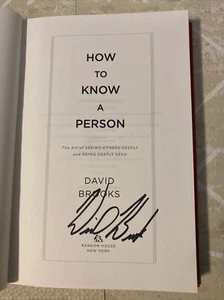 HOW
TO
KNOW
A
PERSON
The Art of SEEING OTHERS DEEPLY
and BEING DEEPLY SEEN
DAVID
BROOKS
RANDOM HOUSE
NEW YORK